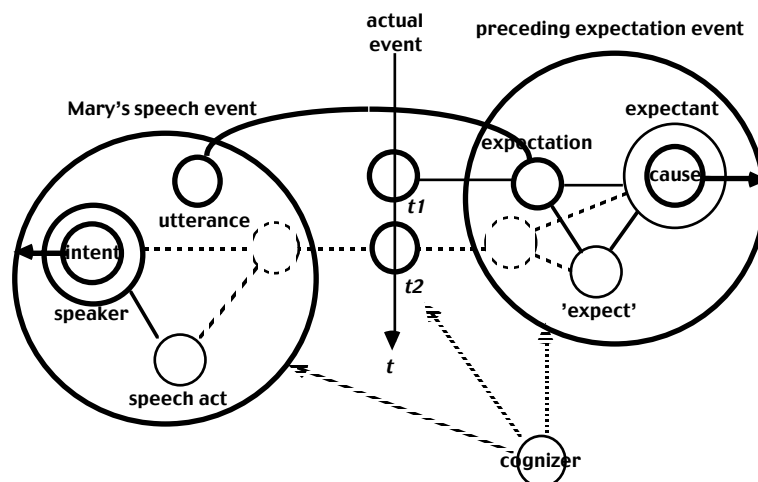 actual
event
preceding expectation event
Mary's speech event
expectant
expectation
cause
utterance
t1
intent
t2
speaker
'expect'
t
speech act
cognizer